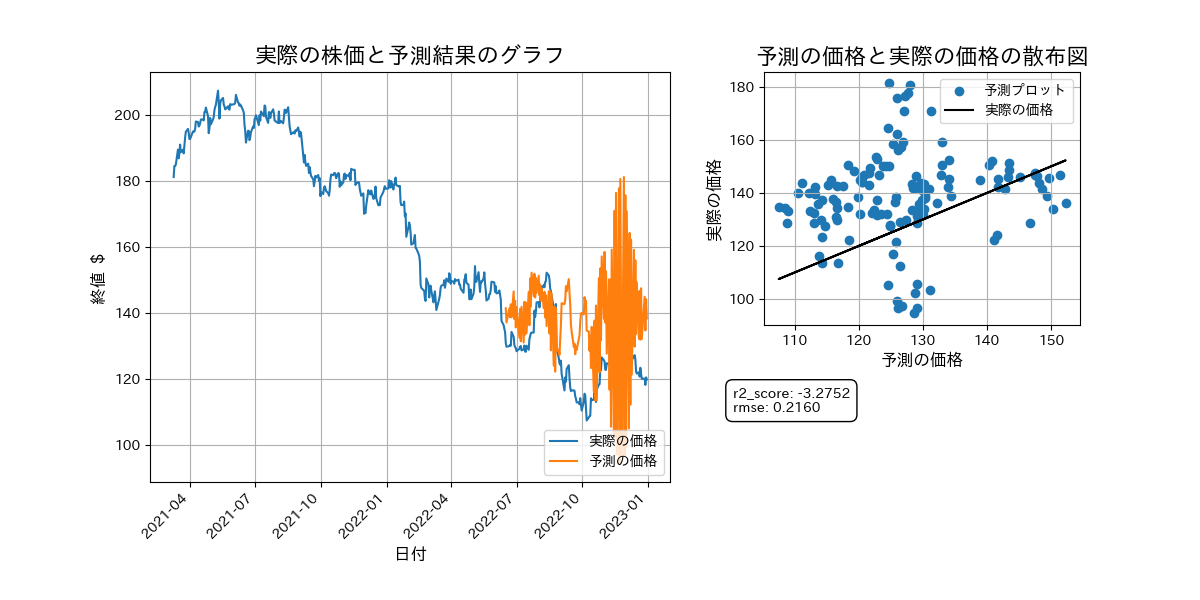 実際の株価と予測結果のグラフ
終値 $
200
180
160
140
120
100
2021-04
2021-07
2021-10
2022-01
2022-04
2022-07
2022-10
2023-01
日付
実際の価格
予測の価格
予測の価格と実際の価格の散布図
実際の価格
180
160
140
120
100
110
120
130
140
150
予測の価格
予測プロット
実際の価格
r2_score: -3.2752
rmse: 0.2160